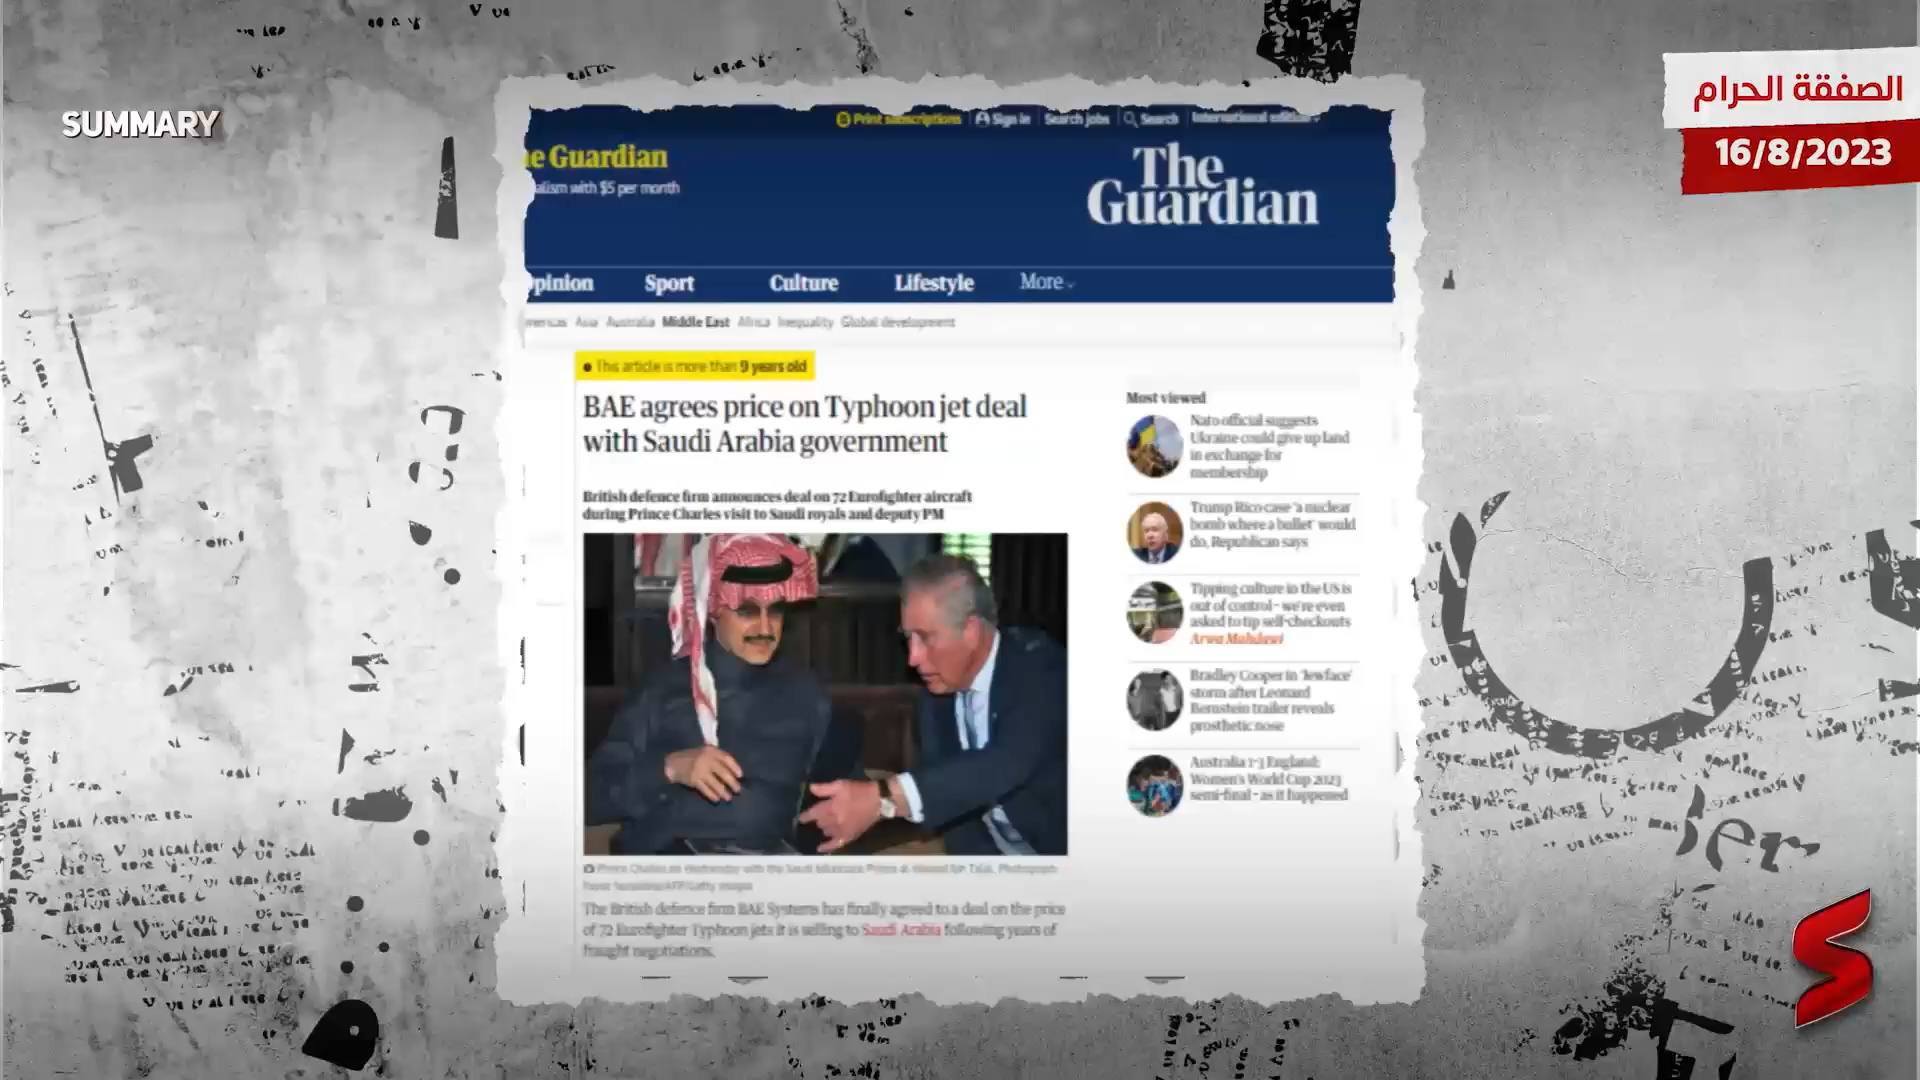 SUMMARY
الصفقة الحرام
16/8/2023
Print subscriptions
Sign in
Search jobs
Search
International edition
e Guardian
alism with $5 per month
The
Guardian
pinion
Sport
Culture
Lifestyle
More
Asia Australia Middle East Africa Inequality Global development
This article is more than 9 years old
BAE agrees price on Typhoon jet deal
with Saudi Arabia government
British defence firm announces deal on 72 Eurofighter aircraft
during Prince Charles visit to Saudi royals and deputy PM
The British defence firm BAE Systems has finally agreed to a deal on the price
of 72 Eurofighter Typhoon jets it is selling to Saudi Arabia following years of
fraught negotiations.
Most viewed
Nato official suggests
Ukraine could give up land
in exchange for
membership
Trump Rico case 'a nuclear
bomb where a bullet' would
do, Republican says
Tipping culture in the US is
out of control – we're even
asked to tip self-checkouts
Arwa Mahdawi
Bradley Cooper in 'Jewface'
storm after Leonard
Bernstein trailer reveals
prosthetic nose
Australia 1-3 England:
Women's World Cup 2023
semi-final – as it happened